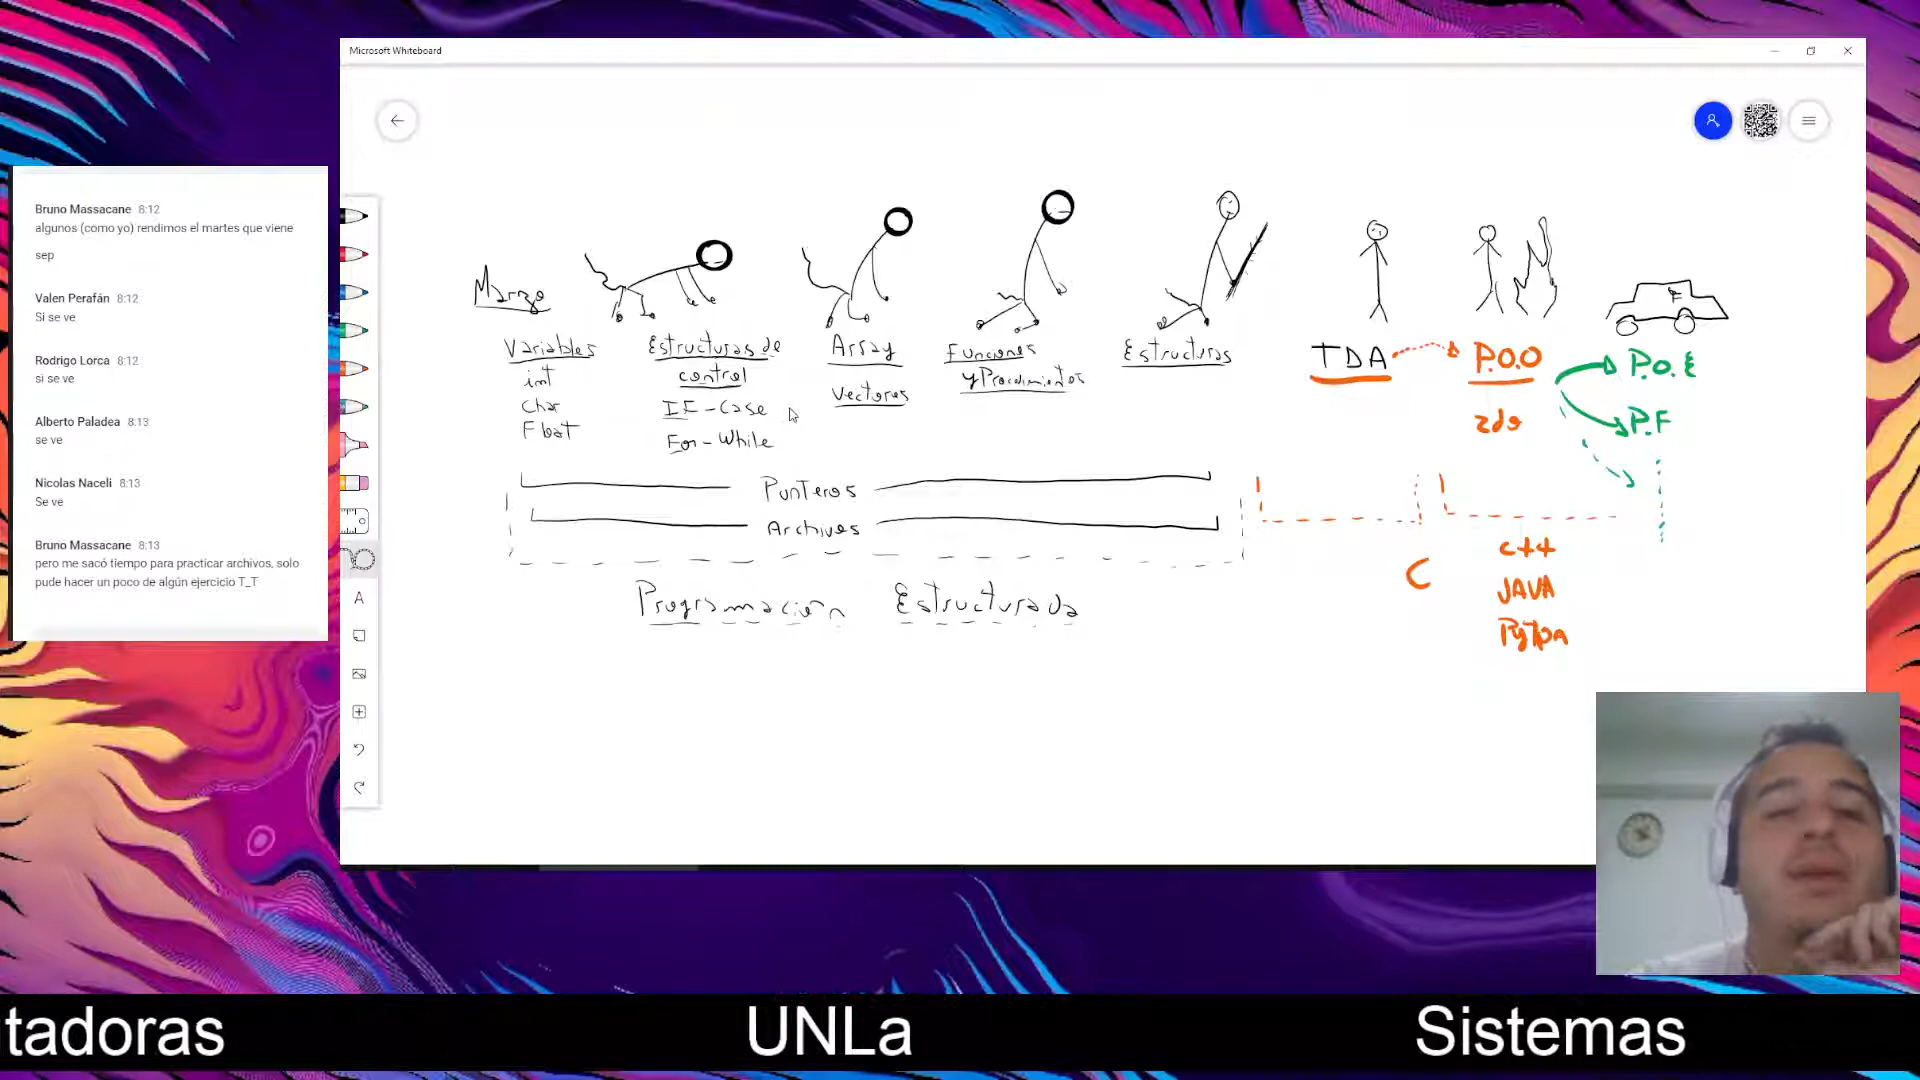 Microsoft Whiteboard
Bruno Massacane 8:12
algunos (como yo) rendimos el martes que viene
sep
Valen Perafán 8:12
Si se ve
Rodrigo Lorca 8:12
si se ve
Alberto Paladea 8:13
se ve
Nicolas Naceli 8:13
Se ve
Bruno Massacane 8:13
pero me sacó tiempo para practicar archivos, solo
pude hacer un poco de algún ejercicio T_T
Marzo
Variables
int
Char
Float
Estructuras de
control
IF - Case
For - While
Array
Vectores
Funciones
y Procedimientos
Estructuras
TDA
P.O.O
2do
P.O.E
P.F
Punteros
Archivos
Programación Estructurada
C
C++
JAVA
Python
F
A
tadoras UNLa Sistemas